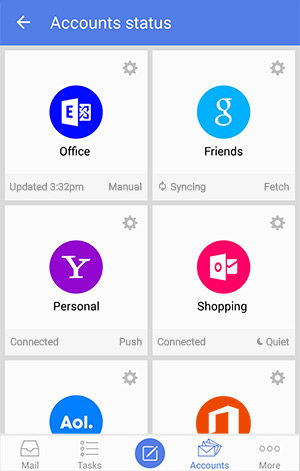 Accounts status
Office
Friends
Updated 3:32pm Manual
Syncing Fetch
Personal
Shopping
Connected Push
Connected Quiet
Aol.
Mail Tasks Accounts More